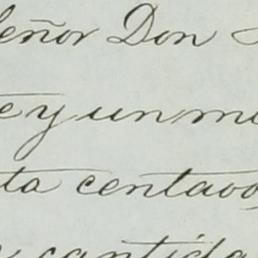 eñor Don
e y un m
ta centavo
cantida